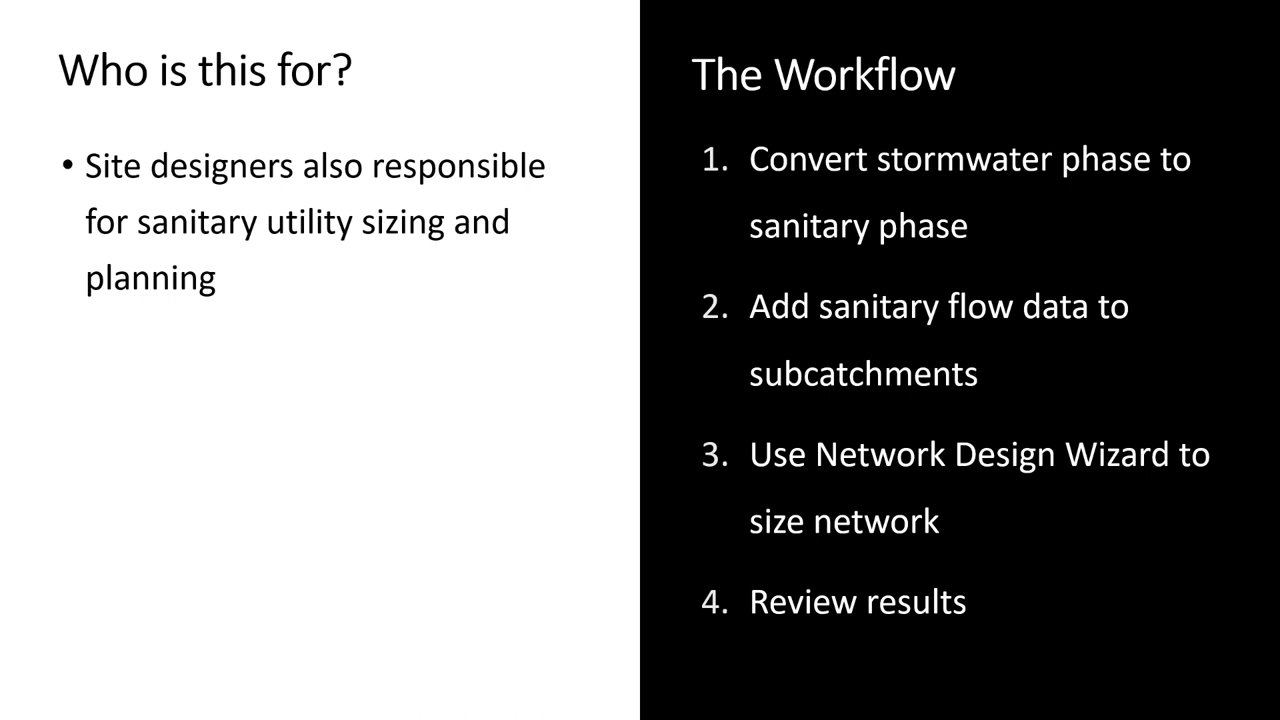 Who is this for?
• Site designers also responsible
for sanitary utility sizing and
planning
The Workflow
1. Convert stormwater phase to
sanitary phase
2. Add sanitary flow data to
subcatchments
3. Use Network Design Wizard to
size network
4. Review results